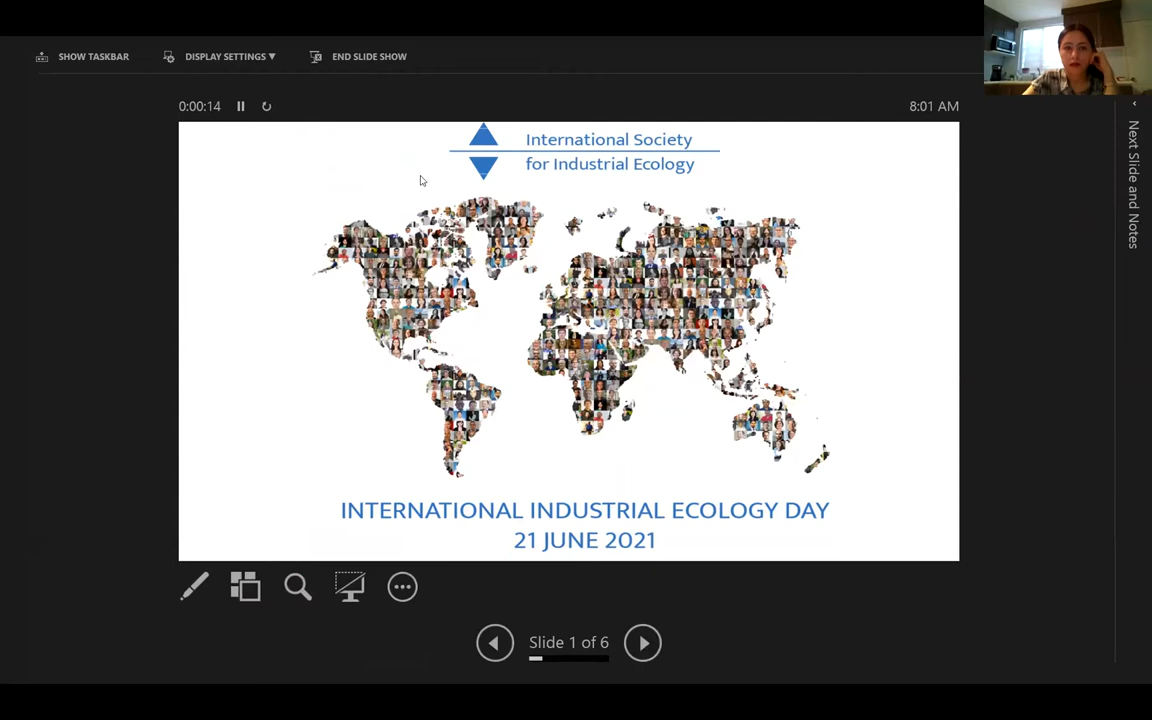 SHOW TASKBAR
DISPLAY SETTINGS ▼
END SLIDE SHOW
0:00:14
8:01 AM
International Society
for Industrial Ecology
INTERNATIONAL INDUSTRIAL ECOLOGY DAY
21 JUNE 2021
Slide 1 of 6
Next Slide and Notes